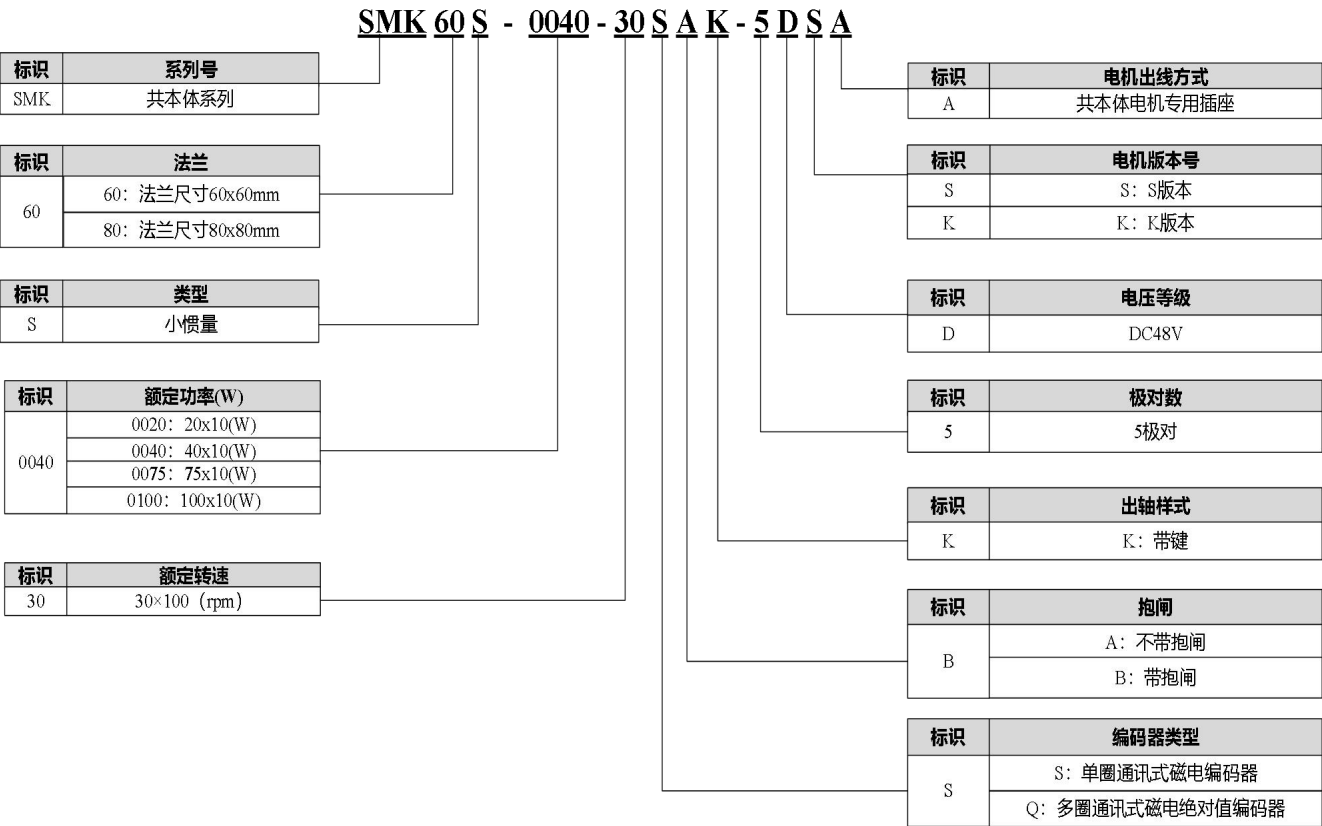 SMK 60 S - 0040 - 30 S A K - 5 D S A
标识 系列号
SMK 共本体系列
标识 法兰
60 60：法兰尺寸60x60mm
80：法兰尺寸80x80mm
标识 类型
S 小惯量
标识 额定功率(W)
0040 0020：20x10(W)
0040：40x10(W)
0075：75x10(W)
0100：100x10(W)
标识 额定转速
30 30×100（rpm）
标识 电机出线方式
A 共本体电机专用插座
标识 电机版本号
S S：S版本
K K：K版本
标识 电压等级
D DC48V
标识 极对数
5 5极对
标识 出轴样式
K K：带键
标识 抱闸
B A：不带抱闸
B：带抱闸
标识 编码器类型
S S：单圈通讯式磁电编码器
Q：多圈通讯式磁电绝对值编码器